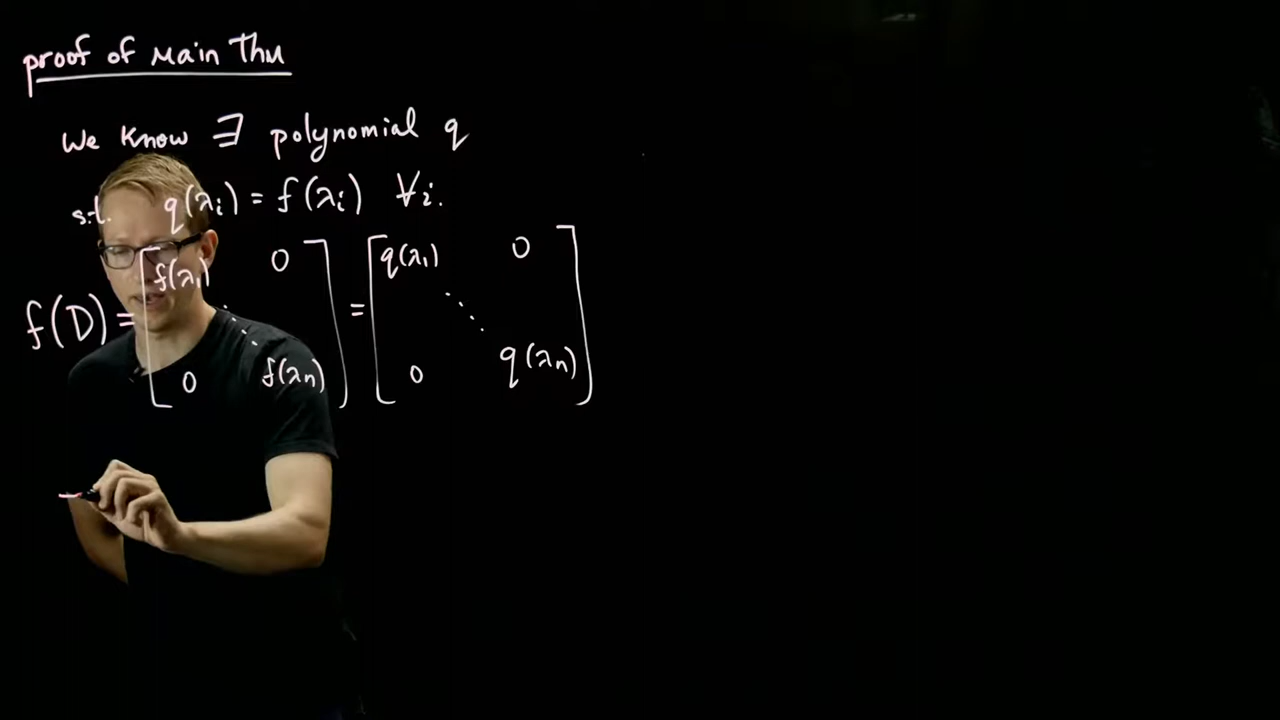 proof of Main Thm
We Know ∃ polynomial q
s.t. q(λi) = f(λi) ∀i.
f(D) = [ f(λ1) 0 ⋱ 0 f(λn) ] = [ q(λ1) 0 ⋱ 0 q(λn) ]